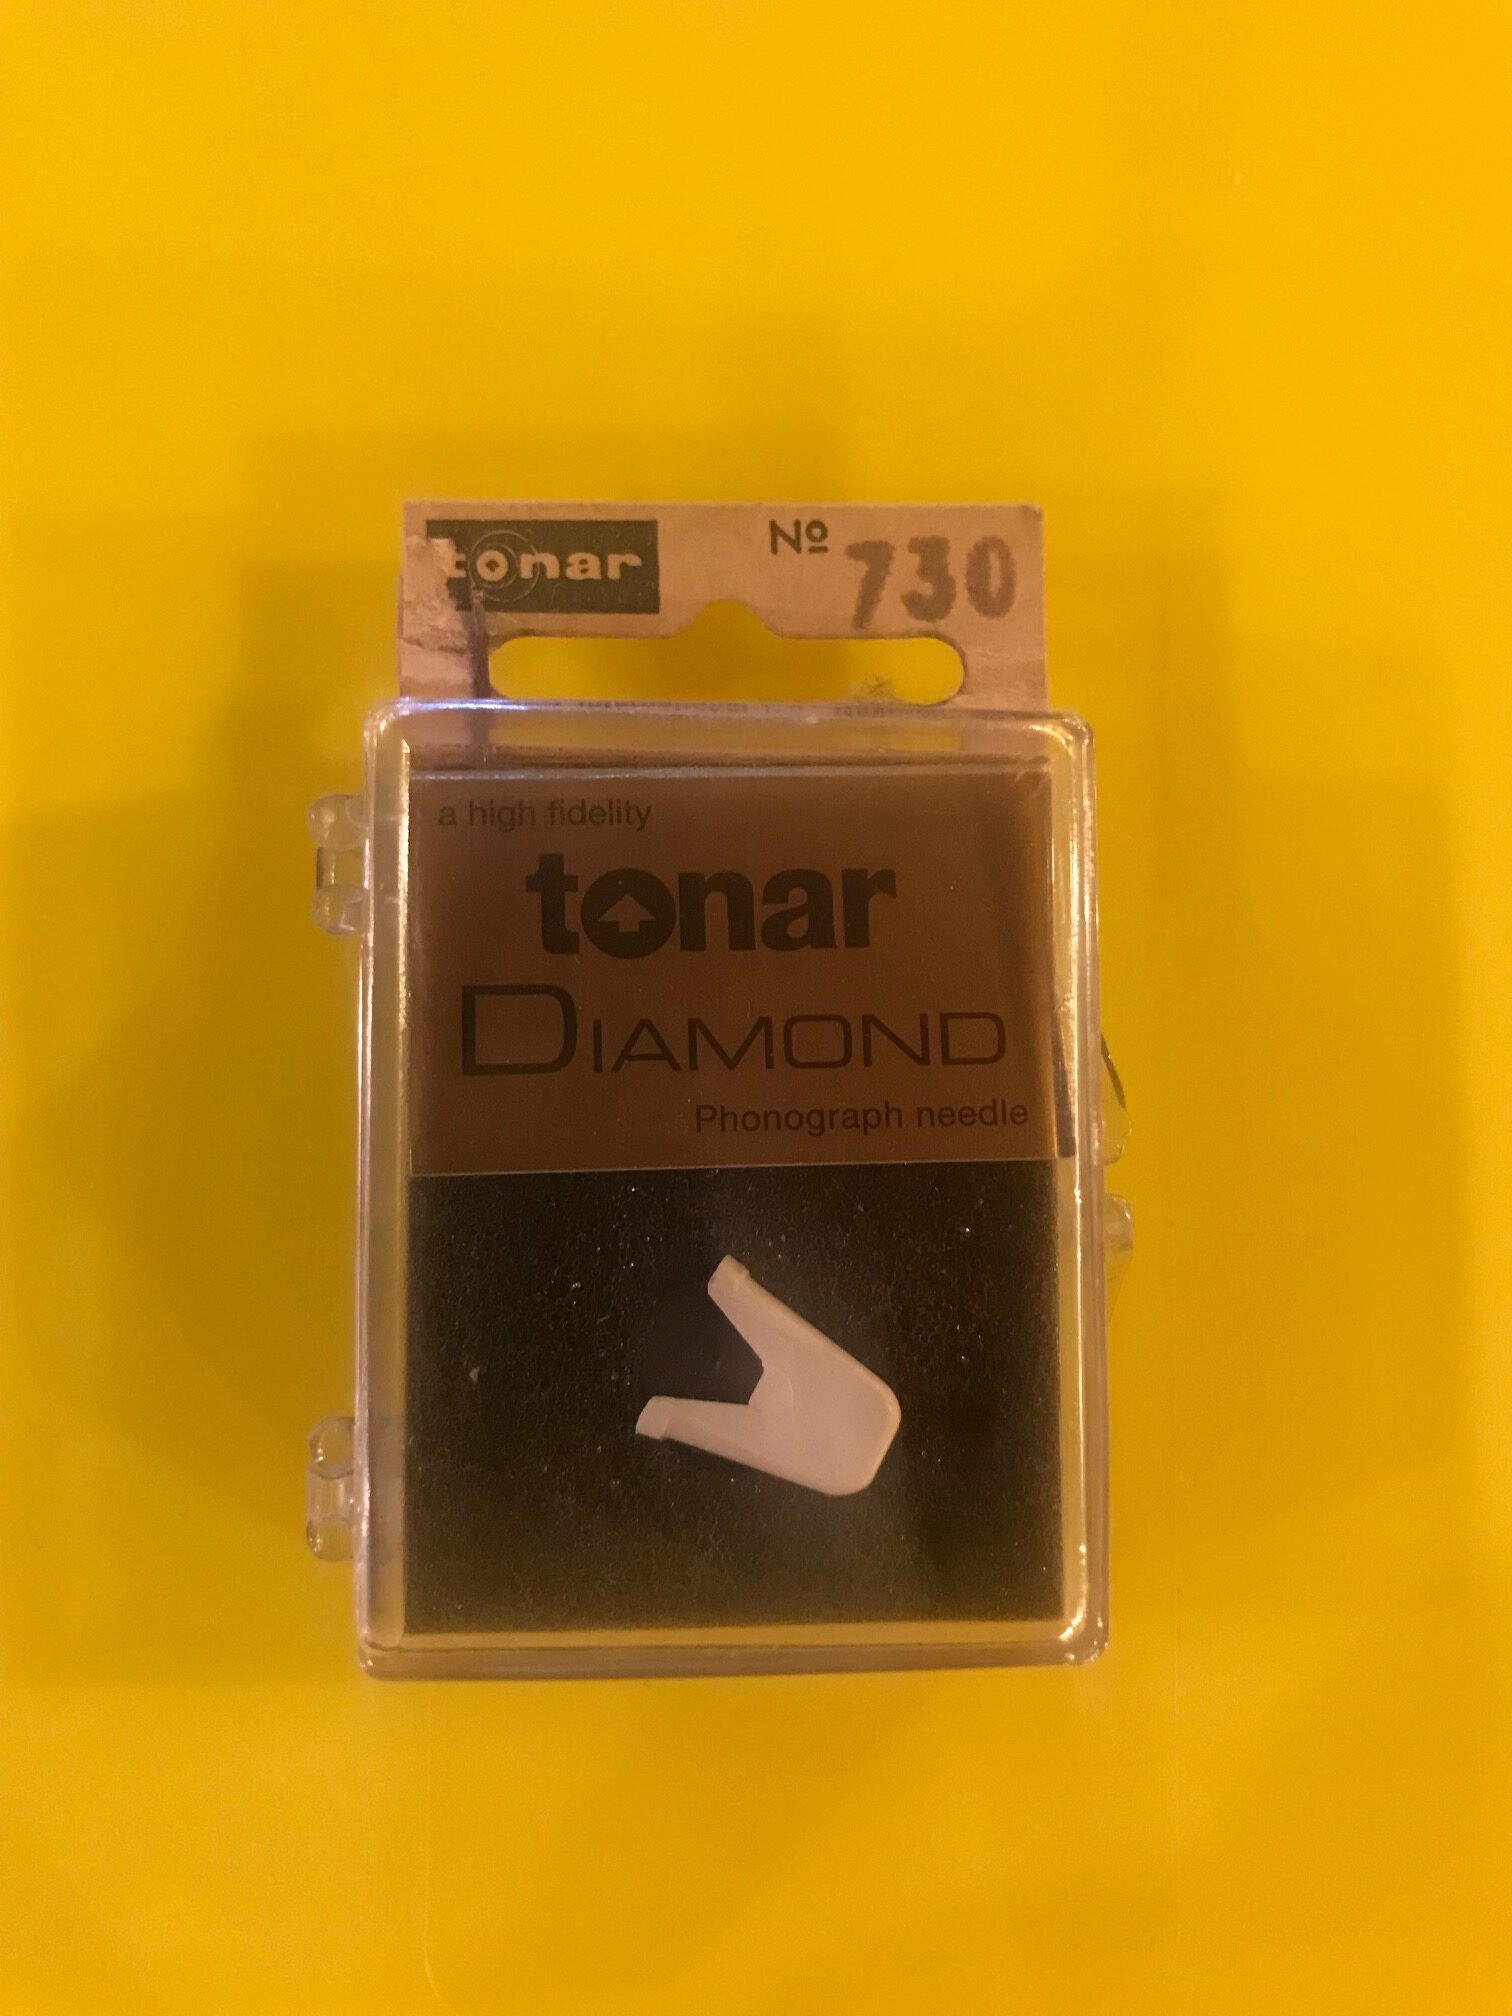 tonar
Nº 730
a high fidelity
tonar
DIAMOND
Phonograph needle